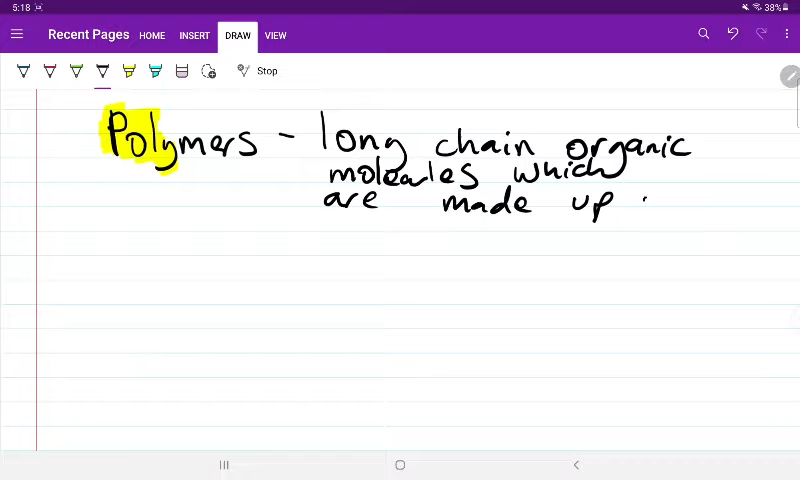 5:18 38%
Recent Pages HOME INSERT DRAW VIEW
Stop
Polymers - long chain organic
molecules which
are made up